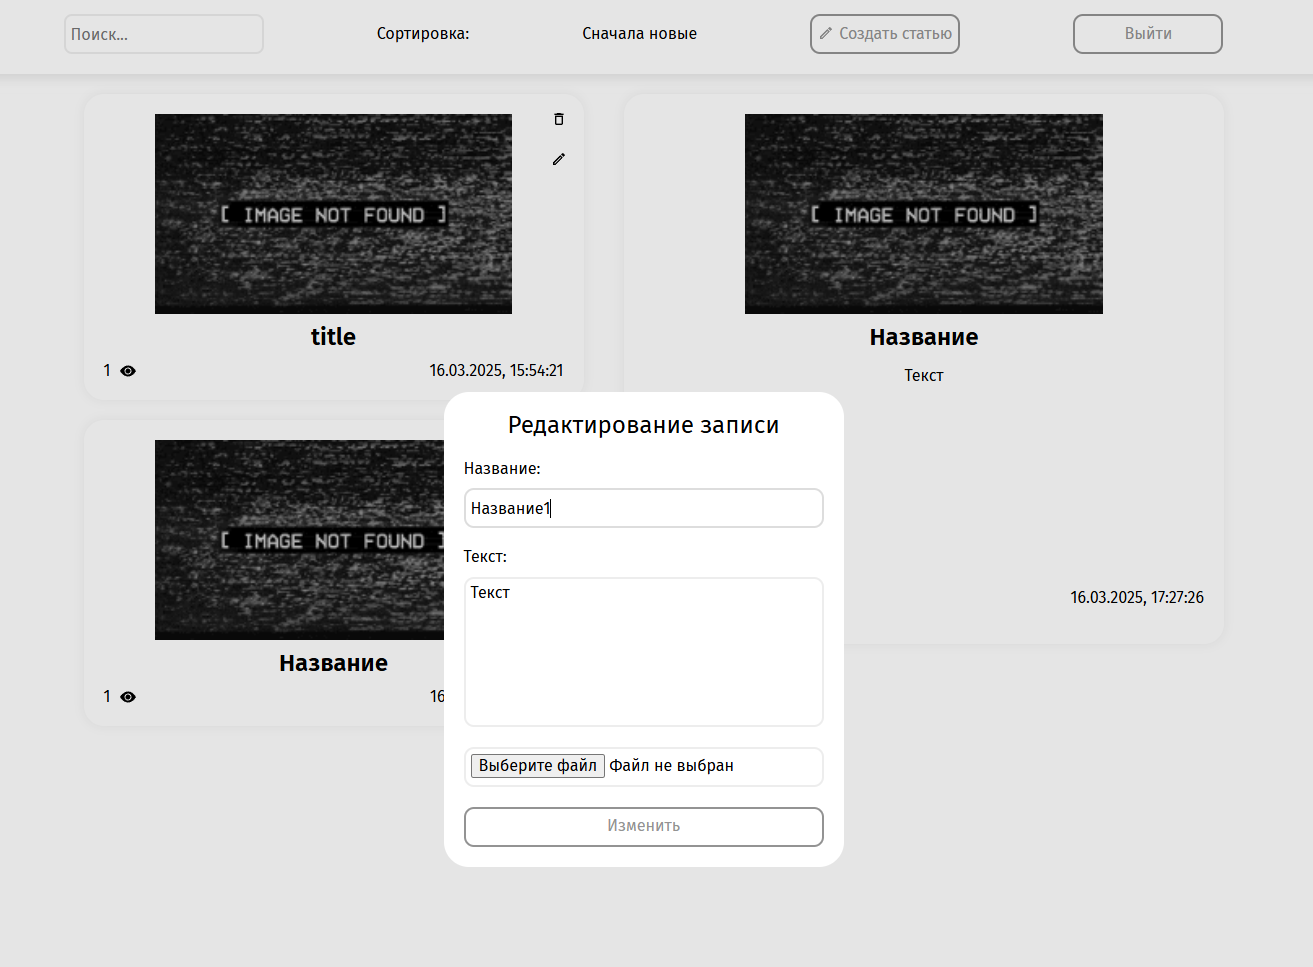 Поиск...
Сортировка:
Сначала новые
Создать статью
Выйти
[ IMAGE NOT FOUND ]
title
1
16.03.2025, 15:54:21
[ IMAGE NOT FOUND ]
Название
Текст
16.03.2025, 17:27:26
[ IMAGE NOT FOUND ]
Название
1
16
Редактирование записи
Название:
Название1
Текст:
Текст
Выберите файл Файл не выбран
Изменить